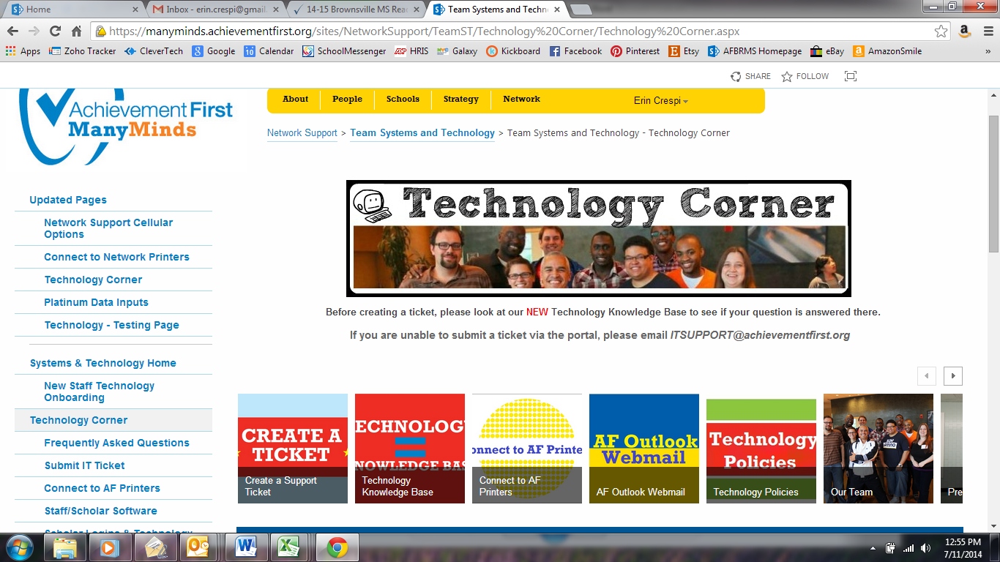 Home
Inbox - erin.crespi@gmail.
14-15 Brownsville MS Rea
Team Systems and Techn
https://manyminds.achievementfirst.org/sites/NetworkSupport/TeamST/Technology%20Corner/Technology%20Corner.aspx
Apps Zoho Tracker CleverTech Google Calendar SchoolMessenger HRIS Galaxy Kickboard Facebook Pinterest Etsy AFBRMS Homepage eBay AmazonSmile »
SHARE FOLLOW
AchievementFirst
ManyMinds
About People Schools Strategy Network Erin Crespi
Network Support > Team Systems and Technology > Team Systems and Technology - Technology Corner
Updated Pages
Network Support Cellular
Options
Connect to Network Printers
Technology Corner
Platinum Data Inputs
Technology - Testing Page
Systems & Technology Home
New Staff Technology
Onboarding
Technology Corner
Frequently Asked Questions
Submit IT Ticket
Connect to AF Printers
Staff/Scholar Software
Scholar Logins & Technology
Technology Corner
Before creating a ticket, please look at our NEW Technology Knowledge Base to see if your question is answered there.
If you are unable to submit a ticket via the portal, please email ITSUPPORT@achievementfirst.org
CREATE A
TICKET
Create a Support
Ticket
ECHNOLOG
KNOWLEDGE BAS
Technology
Knowledge Base
onnect to AF Printe
Connect to AF
Printers
AF Outlook
Webmail
AF Outlook Webmail
Technology
Policies
Technology Policies
Our Team
Pre
12:55 PM
7/11/2014